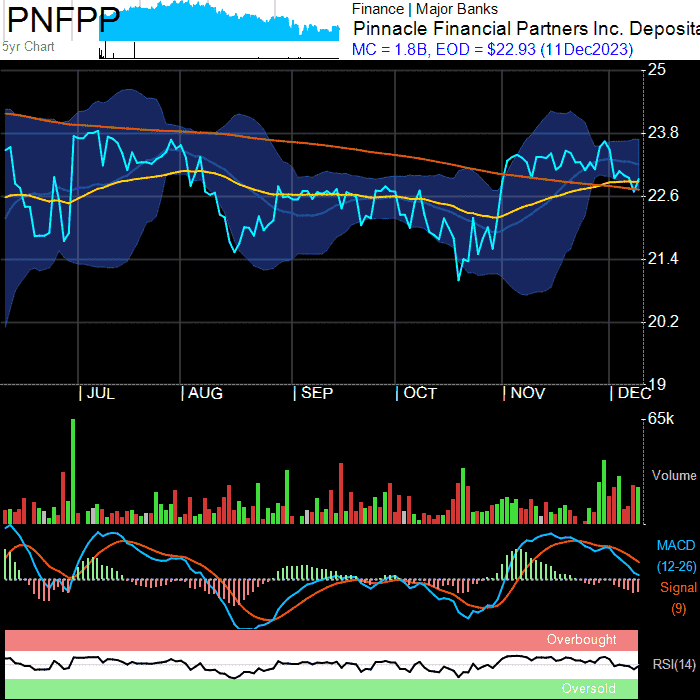 PNFPP
5yr Chart
Finance | Major Banks
Pinnacle Financial Partners Inc. Deposita
MC = 1.8B, EOD = $22.93 (11Dec2023)
25
23.8
22.6
21.4
20.2
19
| JUL | AUG | SEP | OCT | NOV | DEC
65k
Volume
MACD
(12-26)
Signal
(9)
Overbought
RSI(14)
Oversold